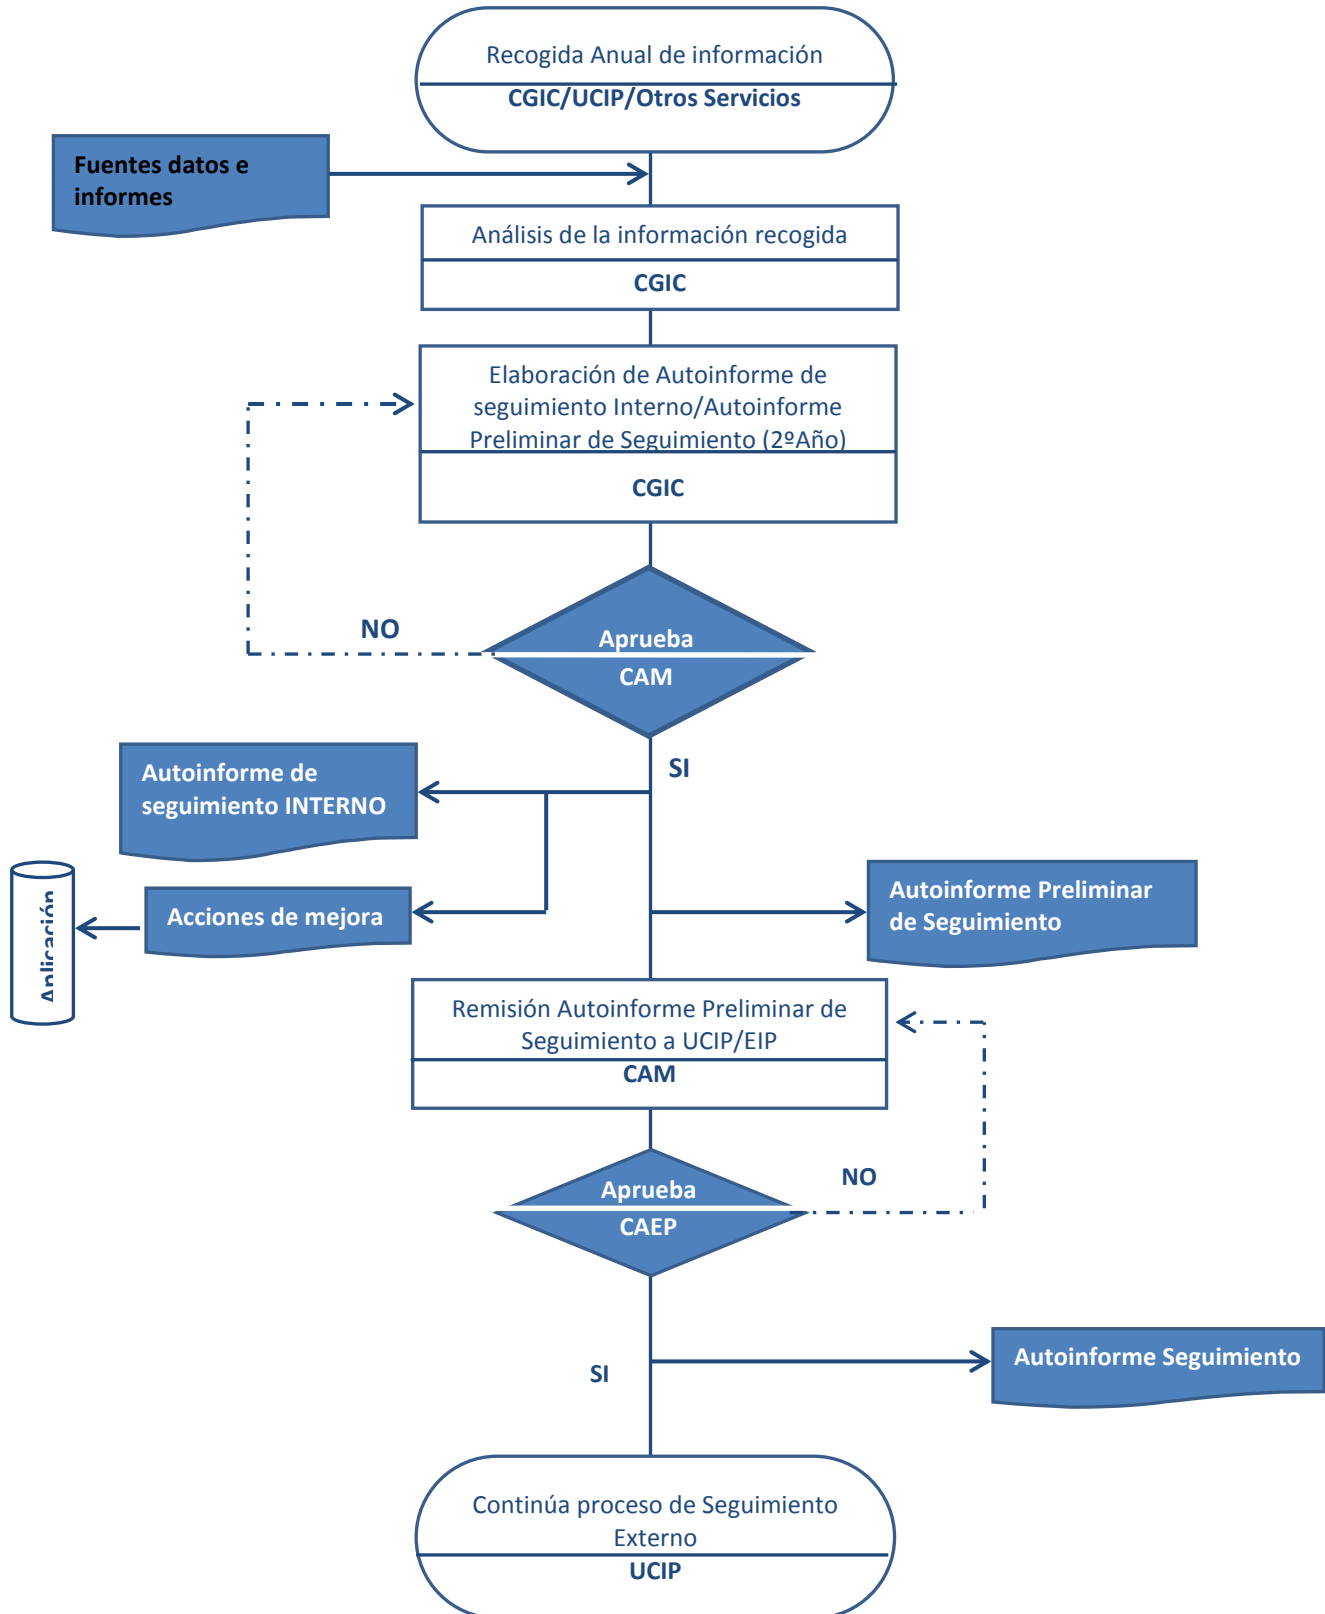 Recogida Anual de información
CGIC/UCIP/Otros Servicios
Fuentes datos e
informes
Análisis de la información recogida
CGIC
Elaboración de Autoinforme de
seguimiento Interno/Autoinforme
Preliminar de Seguimiento (2ºAño)
CGIC
NO
Aprueba
CAM
SI
Autoinforme de
seguimiento INTERNO
Autoinforme Preliminar
de Seguimiento
Acciones de mejora
Aplicación
Remisión Autoinforme Preliminar de
Seguimiento a UCIP/EIP
CAM
Aprueba
CAEP
NO
SI
Autoinforme Seguimiento
Continúa proceso de Seguimiento
Externo
UCIP